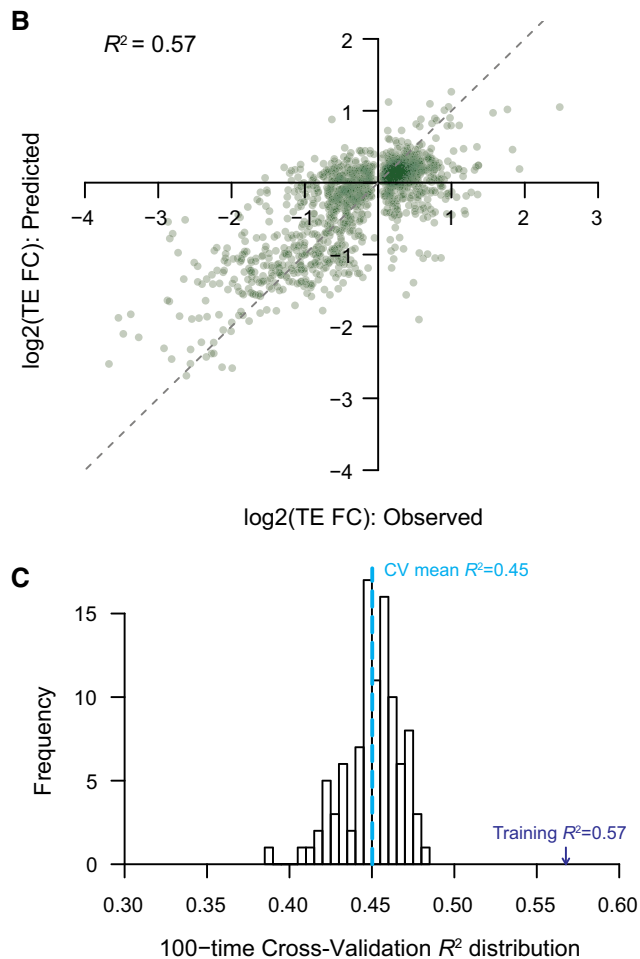 B
R² = 0.57
2
1
−4 −3 −2 −1 1 2 3
−1
−2
−3
−4
log2(TE FC): Predicted
log2(TE FC): Observed
C
CV mean R²=0.45
15
10
5
0
Frequency
Training R²=0.57
0.30 0.35 0.40 0.45 0.50 0.55 0.60
100−time Cross-Validation R² distribution